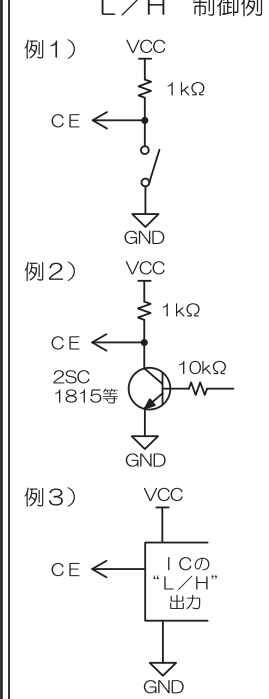 L／H 制御例
例1）
VCC
1kΩ
CE
GND
例2）
VCC
1kΩ
CE
10kΩ
2SC
1815等
GND
例3）
VCC
CE
ICの
“L／H”
出力
GND